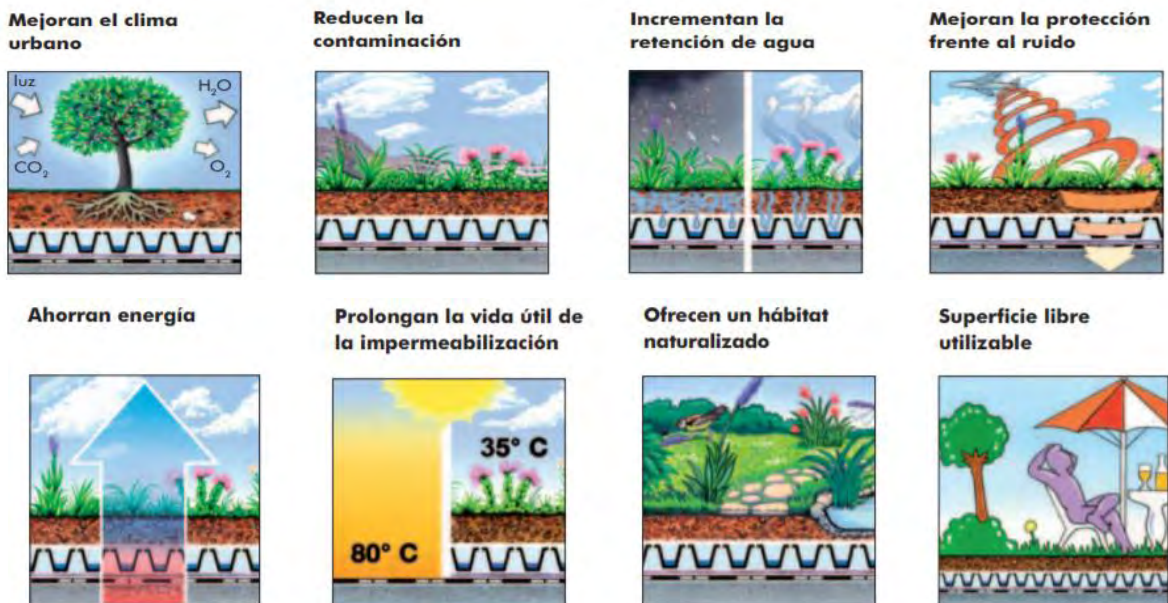 Mejoran el clima
urbano
luz
H₂O
CO₂
O₂
Reducen la
contaminación
Incrementan la
retención de agua
Mejoran la protección
frente al ruido
Ahorran energía
Prolongan la vida útil de
la impermeabilización
35° C
80° C
Ofrecen un hábitat
naturalizado
Superficie libre
utilizable